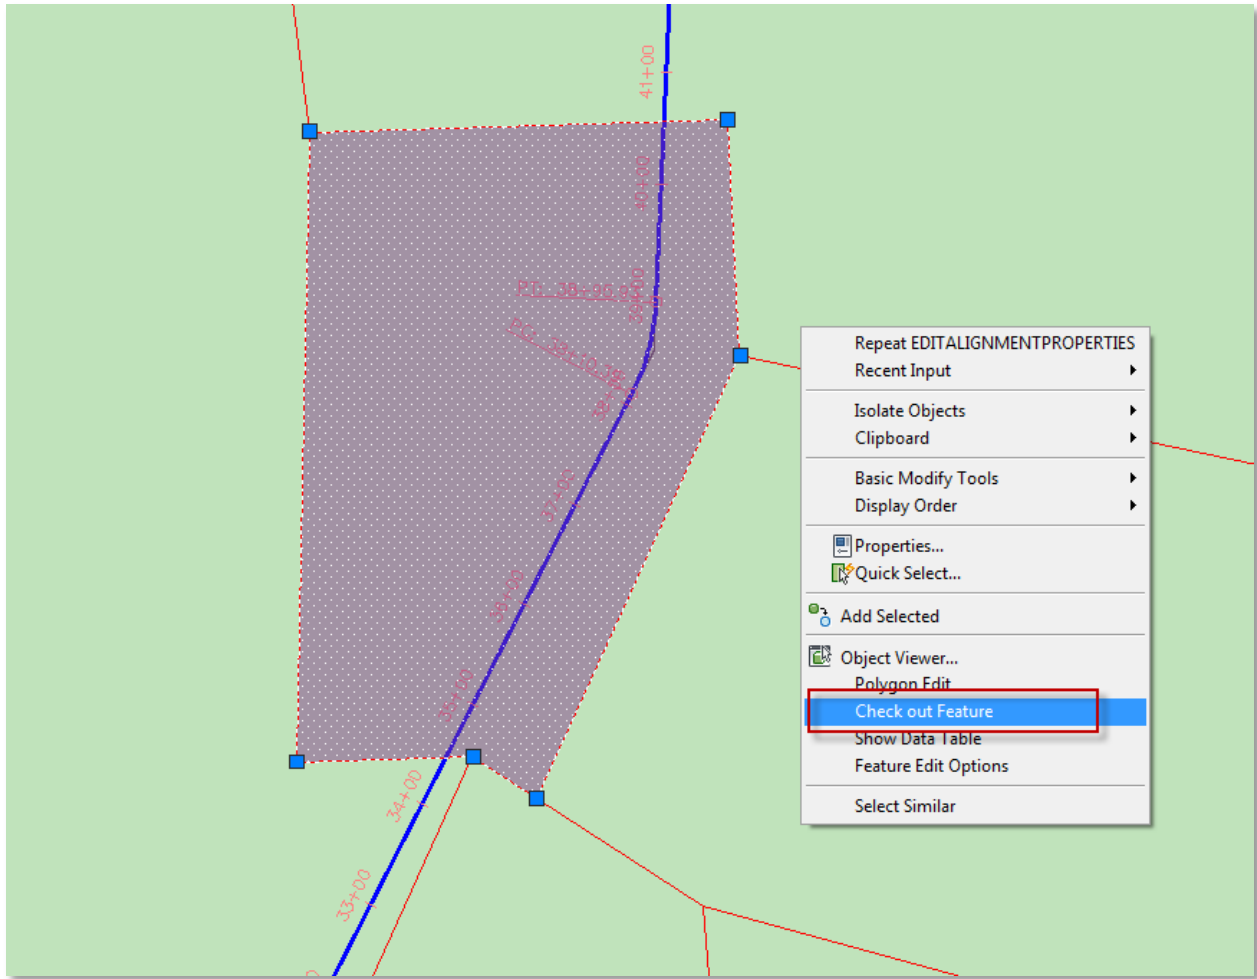 41+00
40+00
39+00
37+00
36+00
35+00
34+00
33+00
Repeat EDITALIGNMENTPROPERTIES
Recent Input
Isolate Objects
Clipboard
Basic Modify Tools
Display Order
Properties...
Quick Select...
Add Selected
Object Viewer...
Polygon Edit
Check out Feature
Show Data Table
Feature Edit Options
Select Similar